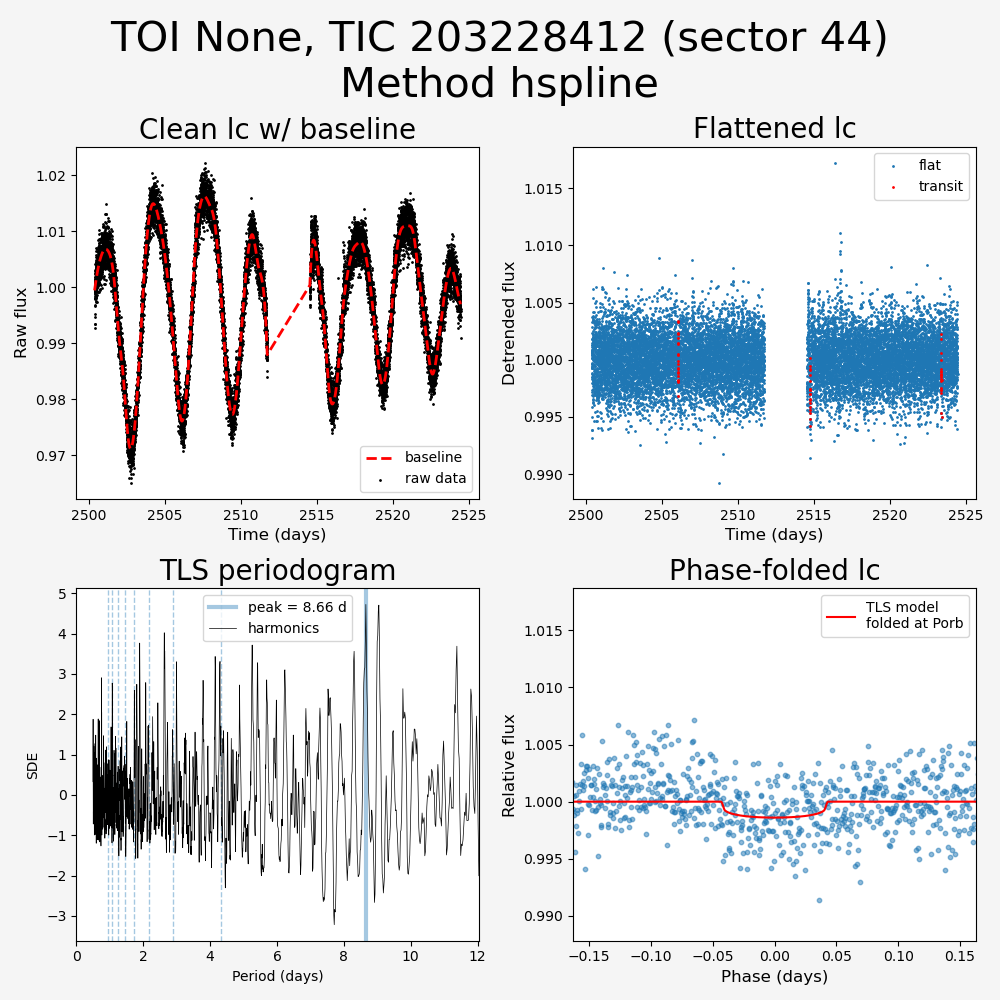 TOI None, TIC 203228412 (sector 44)
Method hspline
Clean lc w/ baseline
Raw flux
1.02
1.01
1.00
0.99
0.98
0.97
2500
2505
2510
2515
2520
2525
Time (days)
baseline
raw data
Flattened lc
Detrended flux
1.015
1.010
1.005
1.000
0.995
0.990
2500
2505
2510
2515
2520
2525
Time (days)
flat
transit
TLS periodogram
SDE
5
4
3
2
1
0
−1
−2
−3
0
2
4
6
8
10
12
Period (days)
peak = 8.66 d
harmonics
Phase-folded lc
Relative flux
1.015
1.010
1.005
1.000
0.995
0.990
−0.15
−0.10
−0.05
0.00
0.05
0.10
0.15
Phase (days)
TLS model
folded at Porb